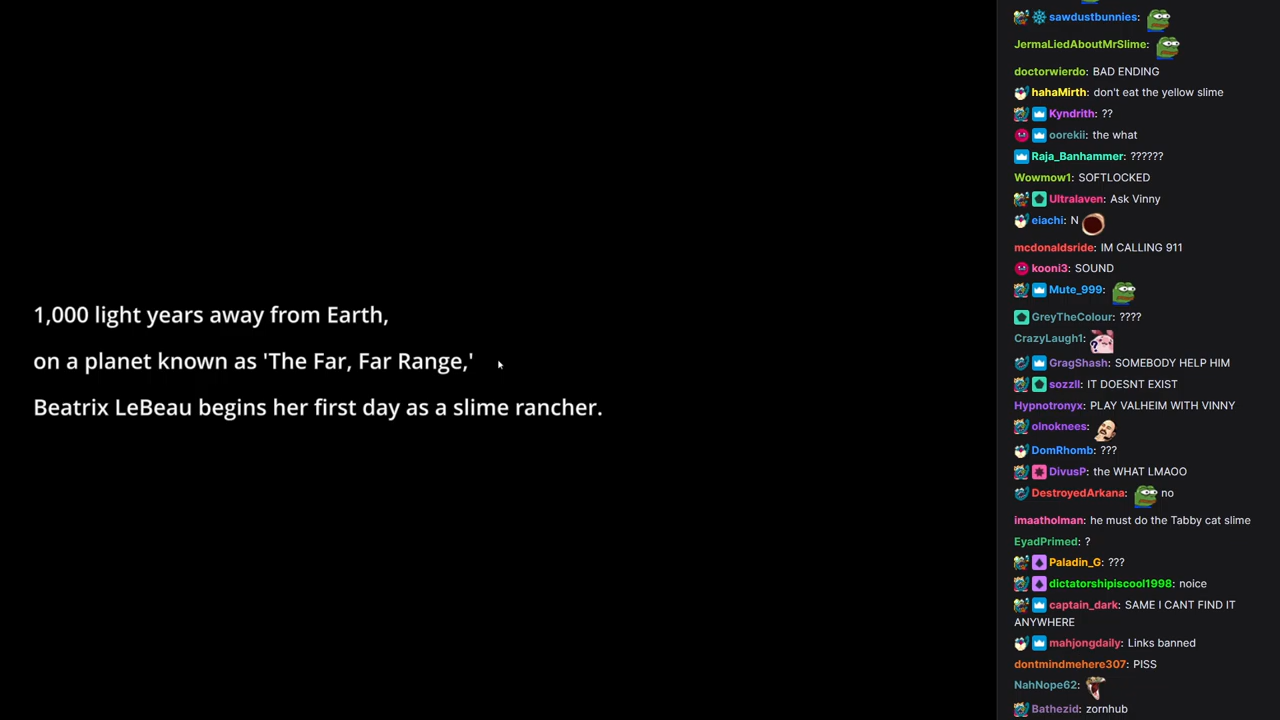 1,000 light years away from Earth,
on a planet known as 'The Far, Far Range,'
Beatrix LeBeau begins her first day as a slime rancher.
sawdustbunnies:
JermaLiedAboutMrSlime:
doctorwierdo: BAD ENDING
hahaMirth: don't eat the yellow slime
Kyndrith: ??
oorekii: the what
Raja_Banhammer: ??????
Wowmow1: SOFTLOCKED
Ultralaven: Ask Vinny
eiachi: N
mcdonaldsride: IM CALLING 911
kooni3: SOUND
Mute_999:
GreyTheColour: ????
CrazyLaugh1:
GragShash: SOMEBODY HELP HIM
sozzll: IT DOESNT EXIST
Hypnotronyx: PLAY VALHEIM WITH VINNY
olnoknees:
DomRhomb: ???
DivusP: the WHAT LMAOO
DestroyedArkana: no
imaatholman: he must do the Tabby cat slime
EyadPrimed: ?
Paladin_G: ???
dictatorshipiscool1998: noice
captain_dark: SAME I CANT FIND IT
ANYWHERE
mahjongdaily: Links banned
dontmindmehere307: PISS
NahNope62:
Bathezid: zornhub